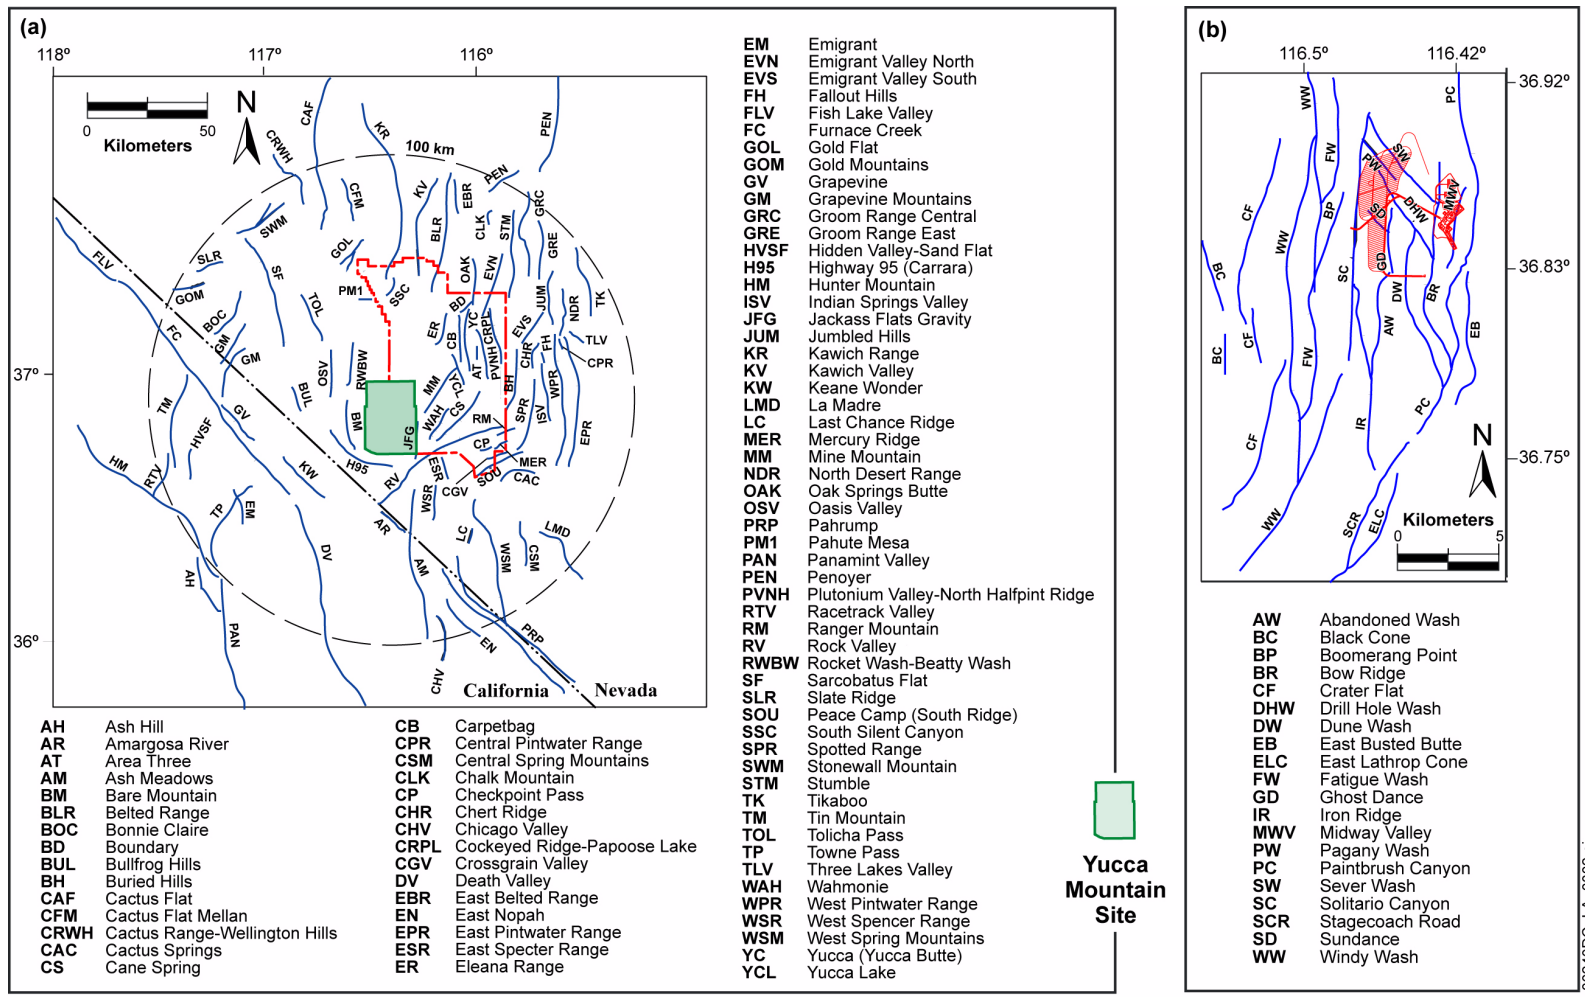 (a)
118°
117°
116°
N
0
50
Kilometers
CAF
KR
PEN
CRWH
100 km
PEN
CFM
KV
EBR
GRC
SWM
BLR
CLK
STM
GRE
GOL
SLR
SF
OAK
EVN
FLV
GOM
PM1
SSC
BD
JUM
NDR
TK
TOL
YC
CRPL
EVS
BOC
FC
ER
CB
FH
TLV
GM
GM
RWBW
PVNH
CHR
CPR
37°
OSV
AT
BH
WPR
MM
YCL
BUL
TM
GV
BM
WAH
CS
SPR
ISV
RM
HVSF
JFG
EPR
CP
HM
RTV
KW
H95
RV
ESR
MER
SOU
CAC
CGV
WSR
TP
EM
AR
LC
LMD
DV
WSM
CSM
AH
AM
36°
PAN
PRP
EN
CHV
California
Nevada
AH Ash Hill
AR Amargosa River
AT Area Three
AM Ash Meadows
BM Bare Mountain
BLR Belted Range
BOC Bonnie Claire
BD Boundary
BUL Bullfrog Hills
BH Buried Hills
CAF Cactus Flat
CFM Cactus Flat Mellan
CRWH Cactus Range-Wellington Hills
CAC Cactus Springs
CS Cane Spring
CB Carpetbag
CPR Central Pintwater Range
CSM Central Spring Mountains
CLK Chalk Mountain
CP Checkpoint Pass
CHR Chert Ridge
CHV Chicago Valley
CRPL Cockeyed Ridge-Papoose Lake
CGV Crossgrain Valley
DV Death Valley
EBR East Belted Range
EN East Nopah
EPR East Pintwater Range
ESR East Specter Range
ER Eleana Range
EM Emigrant
EVN Emigrant Valley North
EVS Emigrant Valley South
FH Fallout Hills
FLV Fish Lake Valley
FC Furnace Creek
GOL Gold Flat
GOM Gold Mountains
GV Grapevine
GM Grapevine Mountains
GRC Groom Range Central
GRE Groom Range East
HVSF Hidden Valley-Sand Flat
H95 Highway 95 (Carrara)
HM Hunter Mountain
ISV Indian Springs Valley
JFG Jackass Flats Gravity
JUM Jumbled Hills
KR Kawich Range
KV Kawich Valley
KW Keane Wonder
LMD La Madre
LC Last Chance Ridge
MER Mercury Ridge
MM Mine Mountain
NDR North Desert Range
OAK Oak Springs Butte
OSV Oasis Valley
PRP Pahrump
PM1 Pahute Mesa
PAN Panamint Valley
PEN Penoyer
PVNH Plutonium Valley-North Halfpint Ridge
RTV Racetrack Valley
RM Ranger Mountain
RV Rock Valley
RWBW Rocket Wash-Beatty Wash
SF Sarcobatus Flat
SLR Slate Ridge
SOU Peace Camp (South Ridge)
SSC South Silent Canyon
SPR Spotted Range
SWM Stonewall Mountain
STM Stumble
TK Tikaboo
TM Tin Mountain
TOL Tolicha Pass
TP Towne Pass
TLV Three Lakes Valley
WAH Wahmonie
WPR West Pintwater Range
WSR West Spencer Range
WSM West Spring Mountains
YC Yucca (Yucca Butte)
YCL Yucca Lake
Yucca
Mountain
Site
(b)
116.5°
116.42°
36.92°
36.83°
36.75°
WW
PC
FW
PW
SW
MWV
CF
BP
SD
DHW
WW
BC
SC
GD
DW
BR
CF
AW
EB
BC
FW
PC
IR
CF
N
WW
SCR
ELC
Kilometers
0
5
AW Abandoned Wash
BC Black Cone
BP Boomerang Point
BR Bow Ridge
CF Crater Flat
DHW Drill Hole Wash
DW Dune Wash
EB East Busted Butte
ELC East Lathrop Cone
FW Fatigue Wash
GD Ghost Dance
IR Iron Ridge
MWV Midway Valley
PW Pagany Wash
PC Paintbrush Canyon
SW Sever Wash
SC Solitario Canyon
SCR Stagecoach Road
SD Sundance
WW Windy Wash